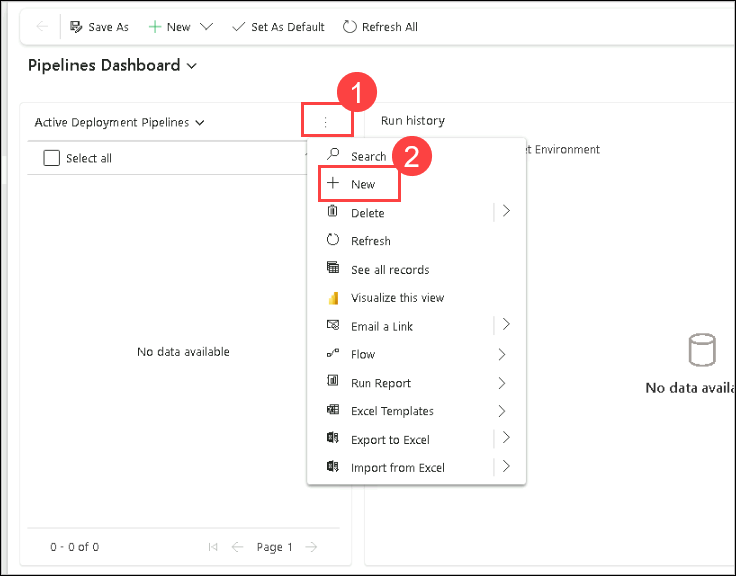 Save As New Set As Default Refresh All
Pipelines Dashboard
1
Active Deployment Pipelines
Run history
Select all
2
Search
Environment
New
Delete
Refresh
See all records
Visualize this view
Email a Link
Flow
Run Report
Excel Templates
Export to Excel
Import from Excel
No data available
No data availa
0 - 0 of 0
Page 1